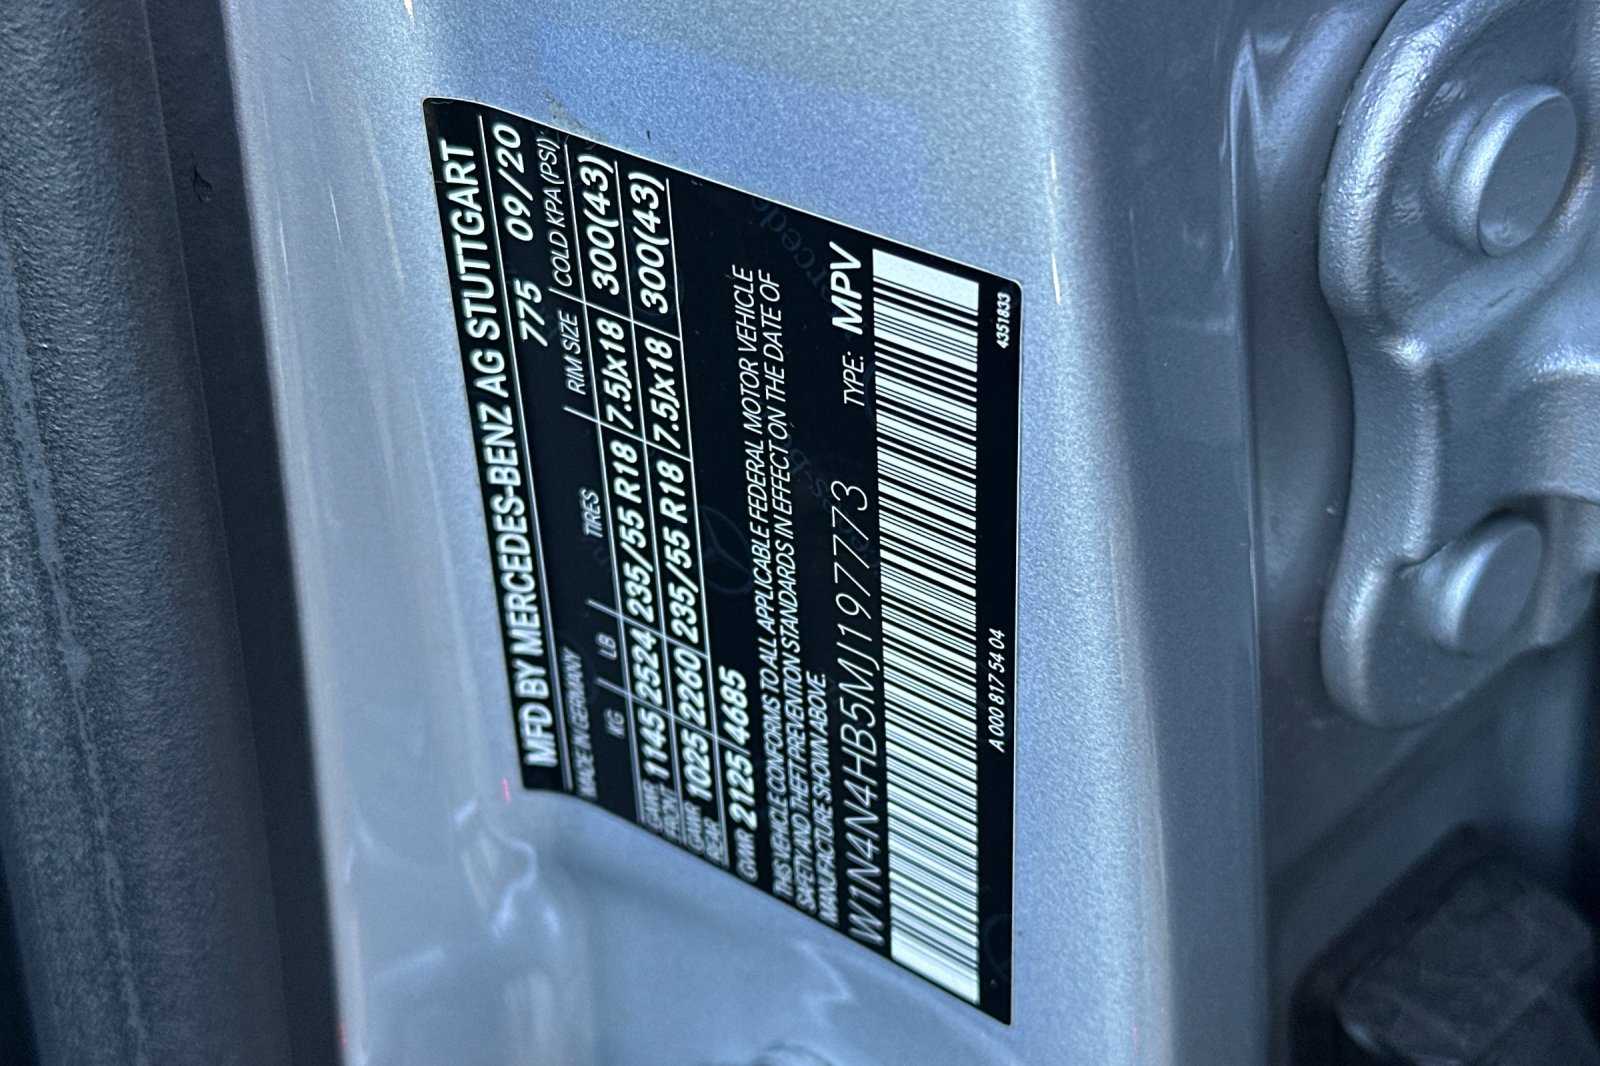 MFD BY MERCEDES-BENZ AG STUTTGART
MADE IN GERMANY 775 09/20
KG LB TIRES RIM SIZE COLD KPA(PSI)
GAWR FRONT 1145 2524 235/55 R18 7.5Jx18 300(43)
GAWR REAR 1025 2260 235/55 R18 7.5Jx18 300(43)
GVWR 2125 4685
THIS VEHICLE CONFORMS TO ALL APPLICABLE FEDERAL MOTOR VEHICLE
SAFETY AND THEFT PREVENTION STANDARDS IN EFFECT ON THE DATE OF
MANUFACTURE SHOWN ABOVE.
W1N4N4HB5MJ197773 TYPE: MPV
A 000 817 54 04 4351833